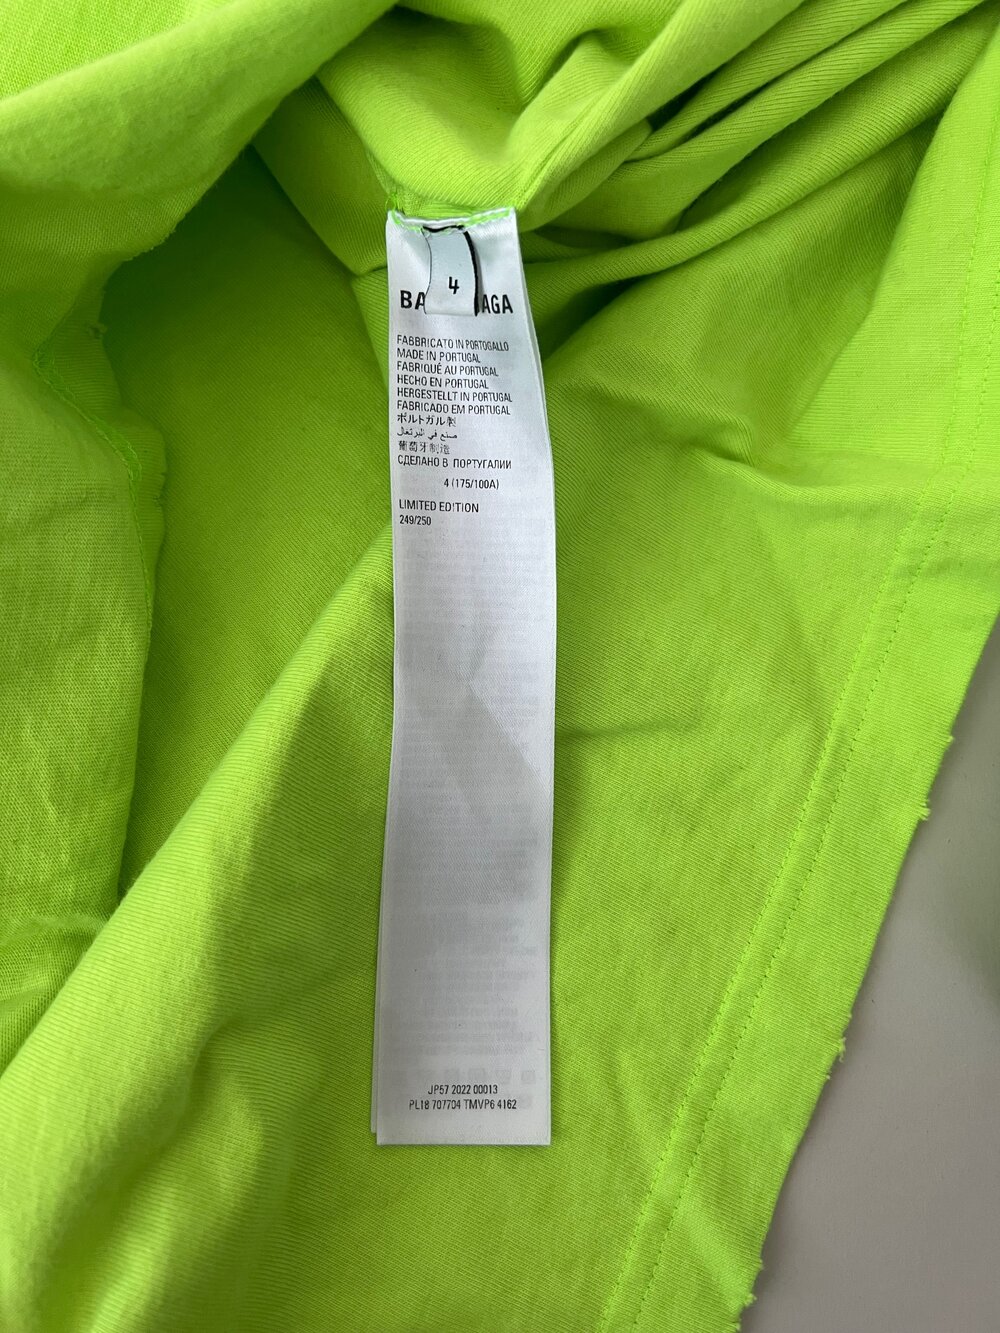 4
BA AGA
FABBRICATO IN PORTOGALLO
MADE IN PORTUGAL
FABRIQUÉ AU PORTUGAL
HECHO EN PORTUGAL
HERGESTELLT IN PORTUGAL
FABRICADO EM PORTUGAL
ポルトガル製
صنع في البرتغال
葡萄牙制造
СДЕЛАНО В ПОРТУГАЛИИ
4 (175/100A)
LIMITED EDITION
249/250
JP57 2022 00013
PL18 707704 TMVP6 4162